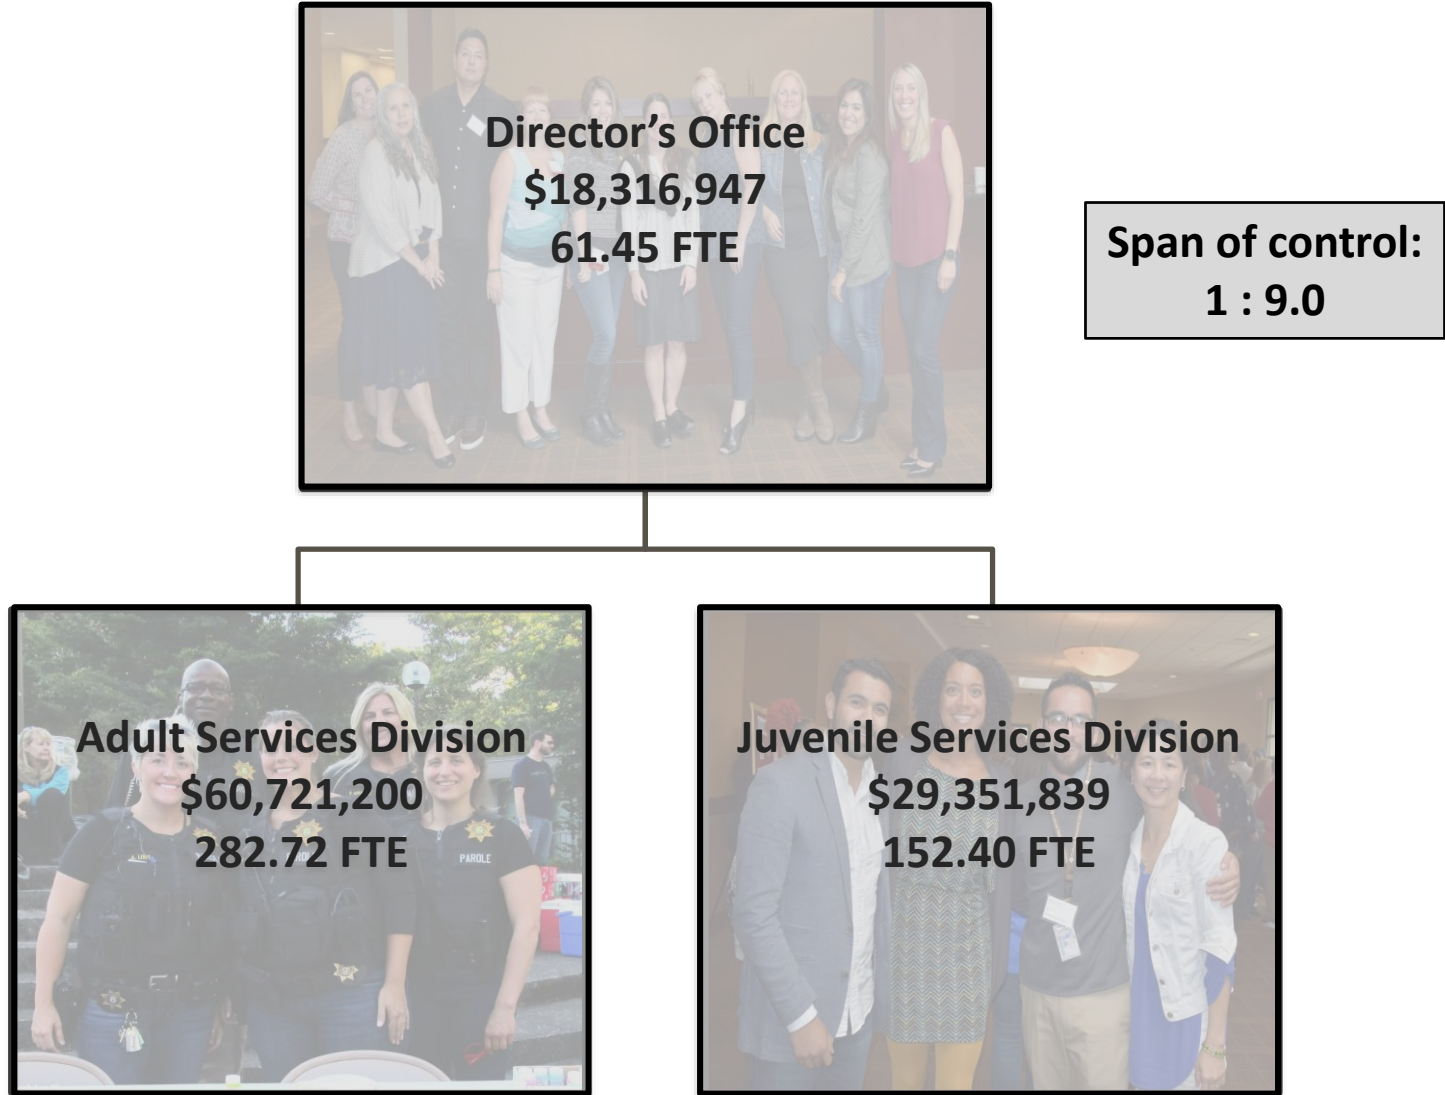 Director’s Office
$18,316,947
61.45 FTE
Span of control:
1 : 9.0
Adult Services Division
$60,721,200
282.72 FTE
PAROLE
Juvenile Services Division
$29,351,839
152.40 FTE